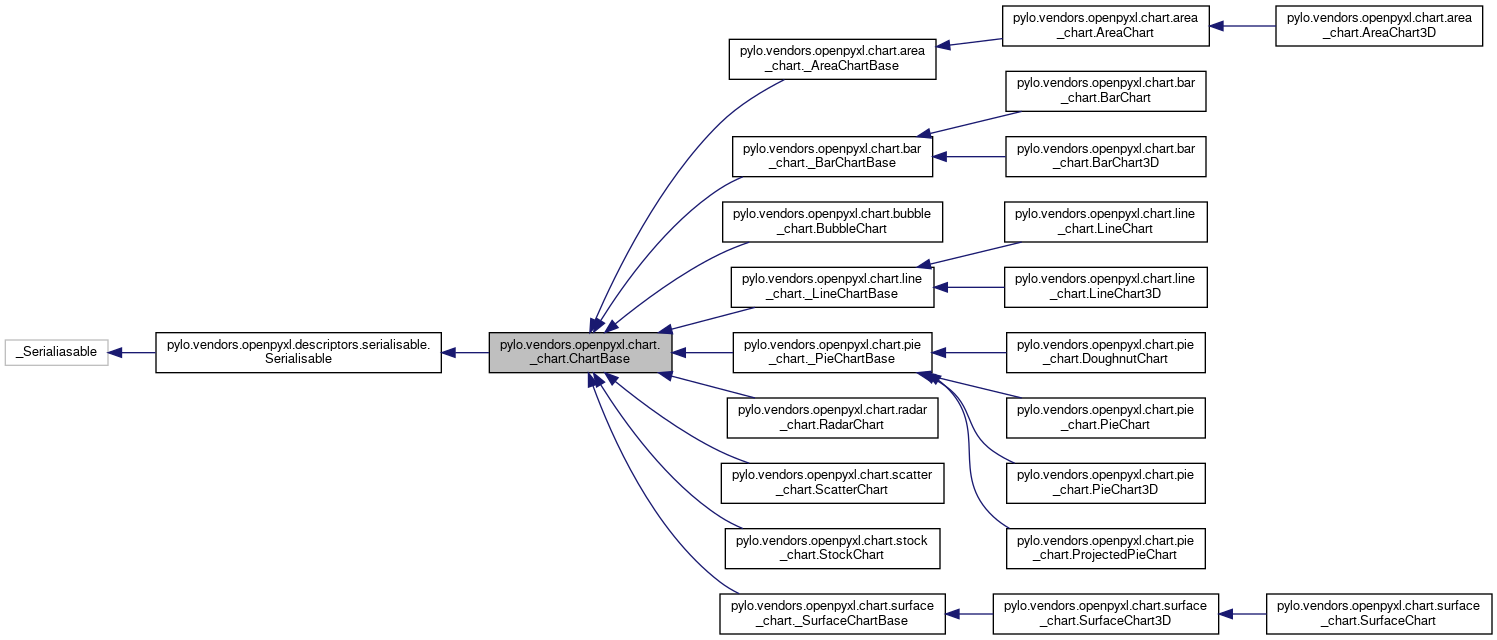 _Serialiasable
pylo.vendors.openpyxl.descriptors.serialisable.
Serialisable
pylo.vendors.openpyxl.chart.
_chart.ChartBase
pylo.vendors.openpyxl.chart.area
_chart._AreaChartBase
pylo.vendors.openpyxl.chart.area
_chart.AreaChart
pylo.vendors.openpyxl.chart.area
_chart.AreaChart3D
pylo.vendors.openpyxl.chart.bar
_chart._BarChartBase
pylo.vendors.openpyxl.chart.bar
_chart.BarChart
pylo.vendors.openpyxl.chart.bar
_chart.BarChart3D
pylo.vendors.openpyxl.chart.bubble
_chart.BubbleChart
pylo.vendors.openpyxl.chart.line
_chart._LineChartBase
pylo.vendors.openpyxl.chart.line
_chart.LineChart
pylo.vendors.openpyxl.chart.line
_chart.LineChart3D
pylo.vendors.openpyxl.chart.pie
_chart._PieChartBase
pylo.vendors.openpyxl.chart.pie
_chart.DoughnutChart
pylo.vendors.openpyxl.chart.pie
_chart.PieChart
pylo.vendors.openpyxl.chart.pie
_chart.PieChart3D
pylo.vendors.openpyxl.chart.pie
_chart.ProjectedPieChart
pylo.vendors.openpyxl.chart.radar
_chart.RadarChart
pylo.vendors.openpyxl.chart.scatter
_chart.ScatterChart
pylo.vendors.openpyxl.chart.stock
_chart.StockChart
pylo.vendors.openpyxl.chart.surface
_chart._SurfaceChartBase
pylo.vendors.openpyxl.chart.surface
_chart.SurfaceChart3D
pylo.vendors.openpyxl.chart.surface
_chart.SurfaceChart